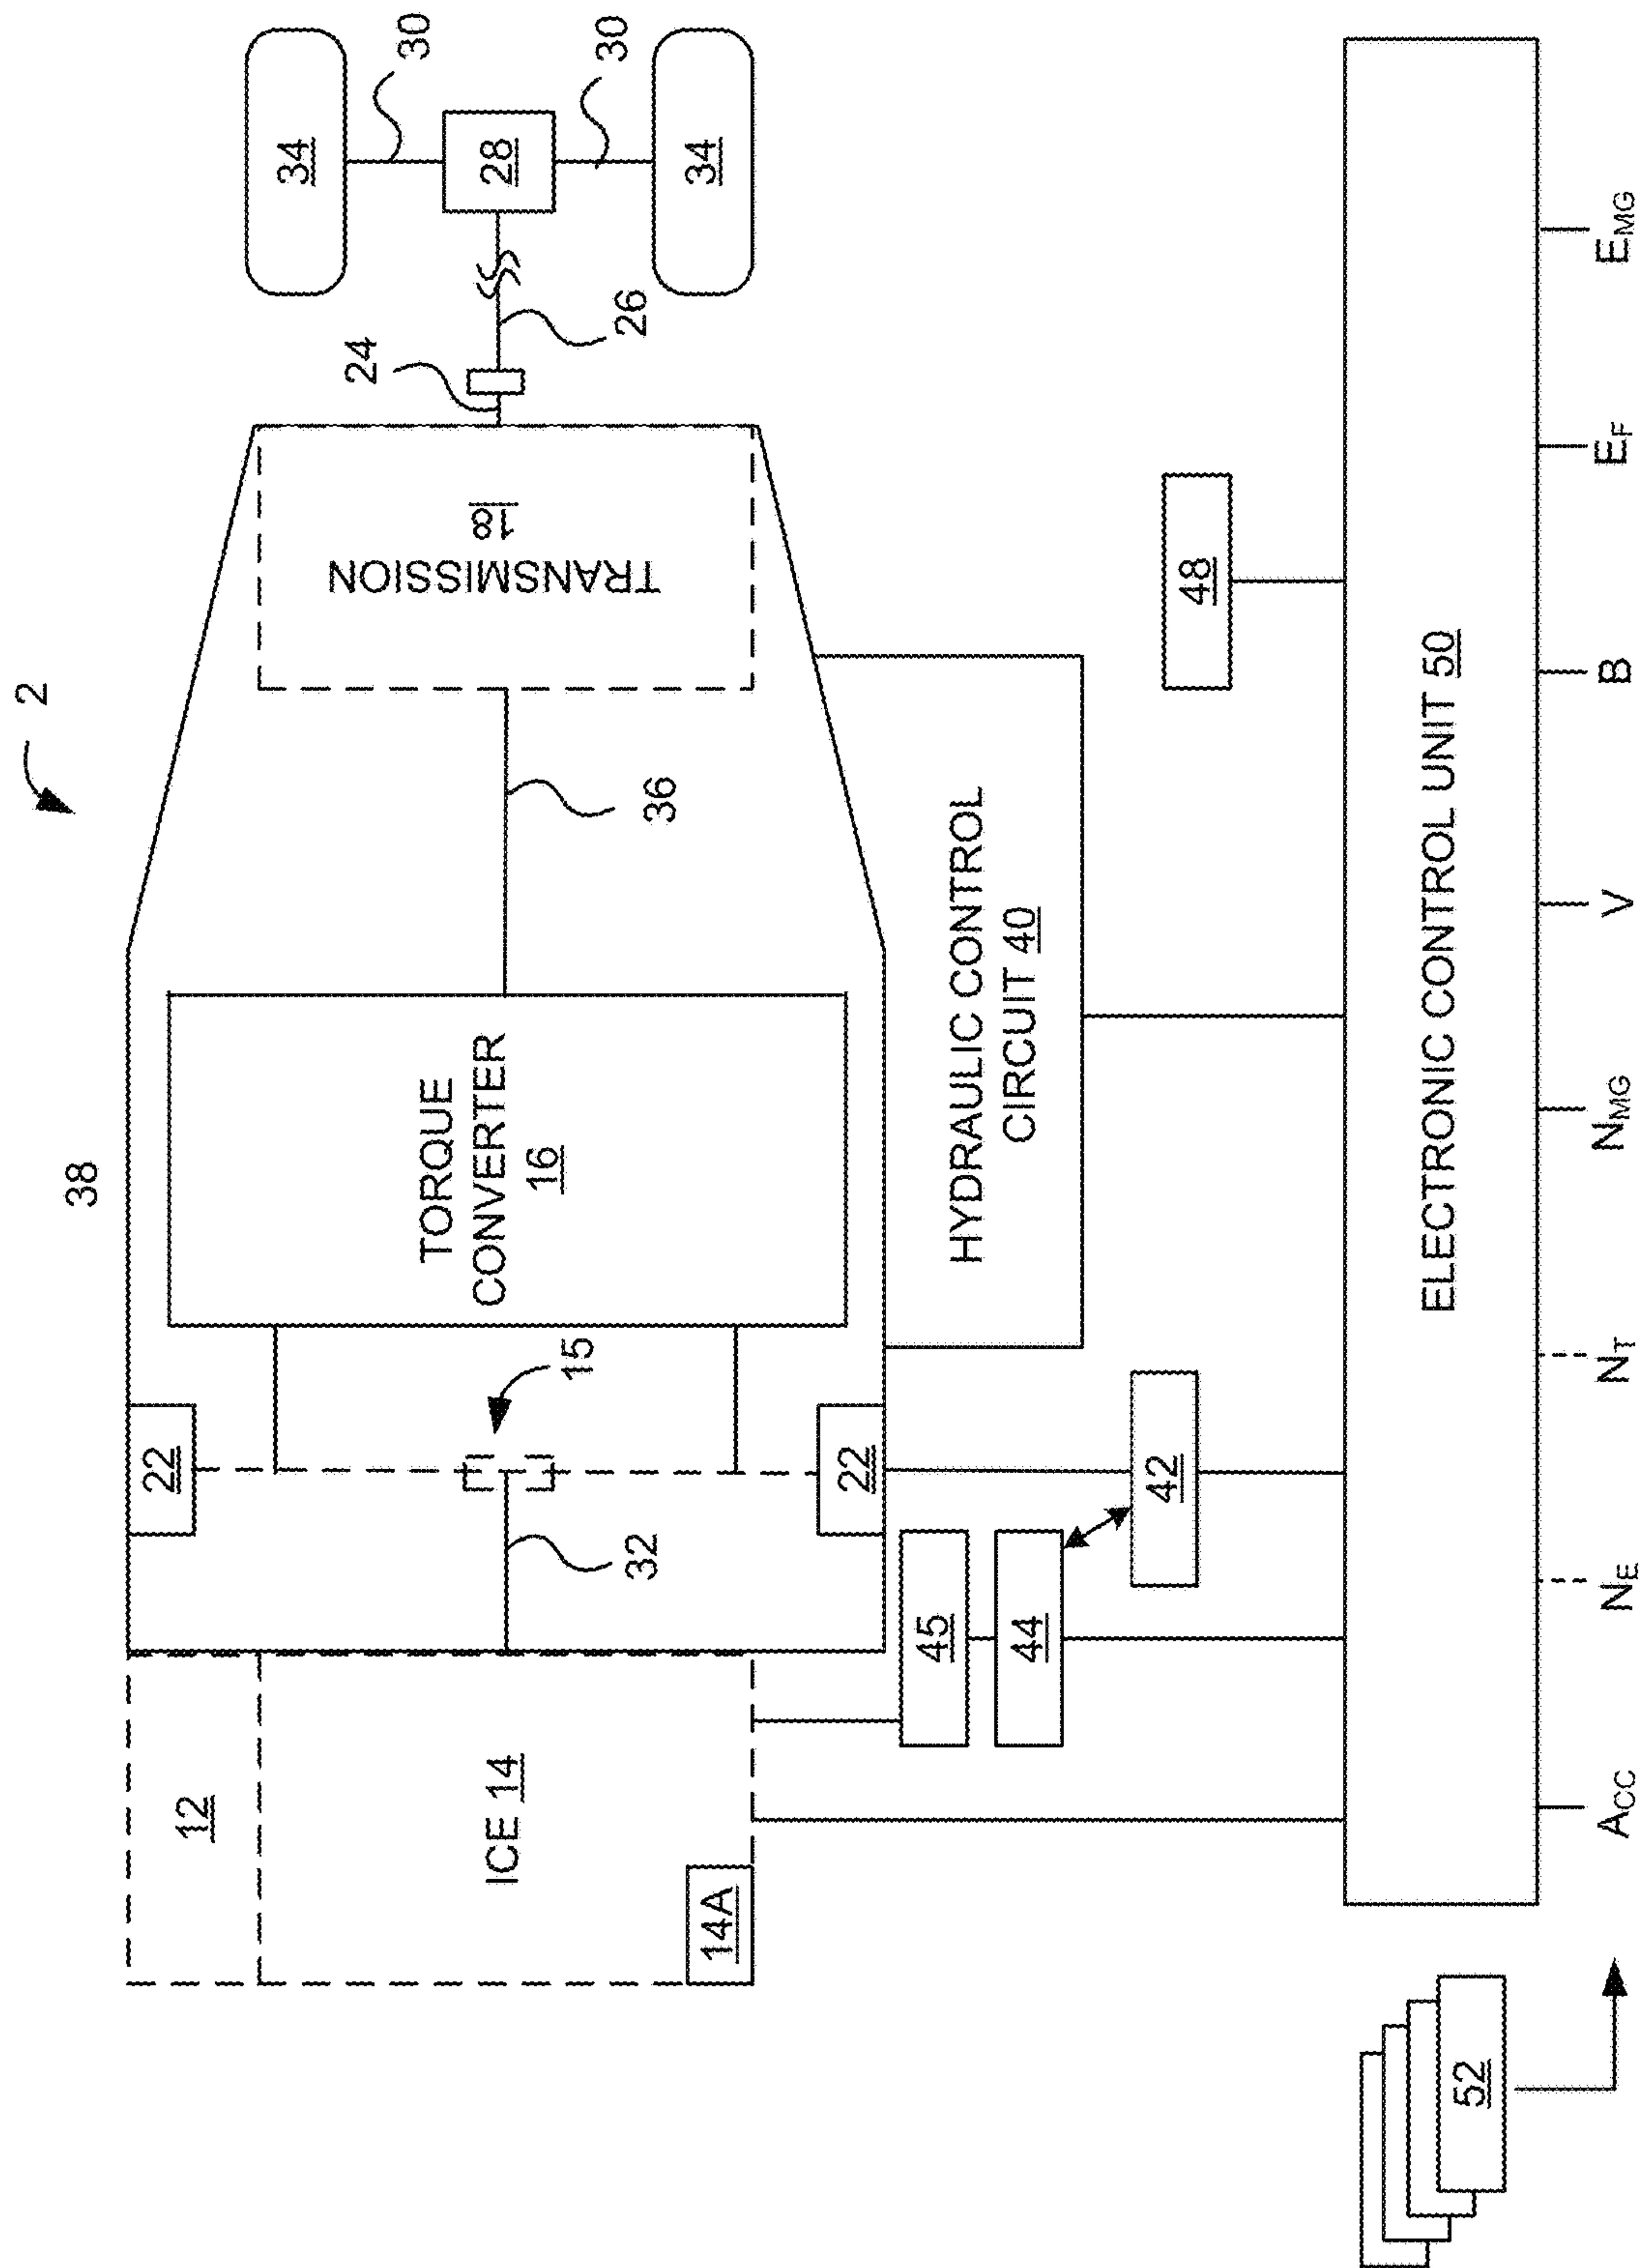 2
38
12
ICE 14
14A
22
15
32
22
TORQUE
CONVERTER
16
36
TRANSMISSION
18
24
26
28
30
30
34
34
HYDRAULIC CONTROL
CIRCUIT 40
45
44
42
48
ELECTRONIC CONTROL UNIT 50
52
ACC
NE
NT
NMG
V
B
EF
EMG